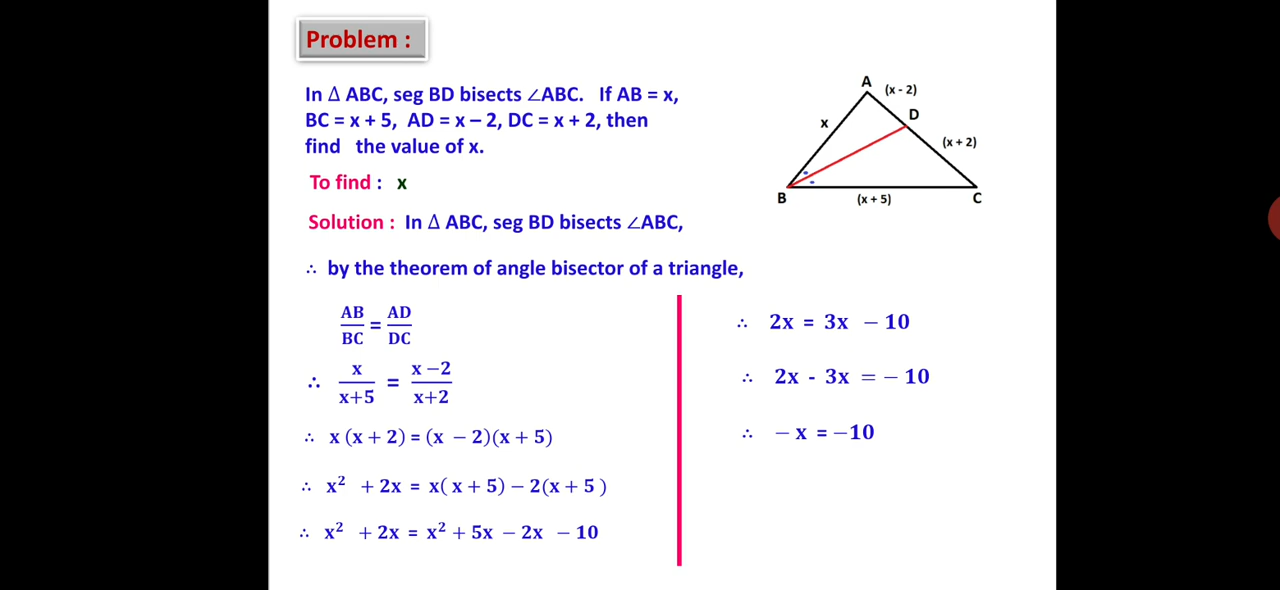 Problem :
In Δ ABC, seg BD bisects ∠ABC. If AB = x,
BC = x + 5, AD = x – 2, DC = x + 2, then
find the value of x.
To find : x
Solution : In Δ ABC, seg BD bisects ∠ABC,
∴ by the theorem of angle bisector of a triangle,
AB/BC = AD/DC
∴ x/x+5 = x –2/x+2
∴ x (x + 2) = (x – 2)(x + 5)
∴ x² + 2x = x( x + 5) – 2(x + 5 )
∴ x² + 2x = x² + 5x – 2x – 10
∴ 2x = 3x – 10
∴ 2x - 3x = – 10
∴ – x = –10
A
(x - 2)
D
x
(x + 2)
B
(x + 5)
C